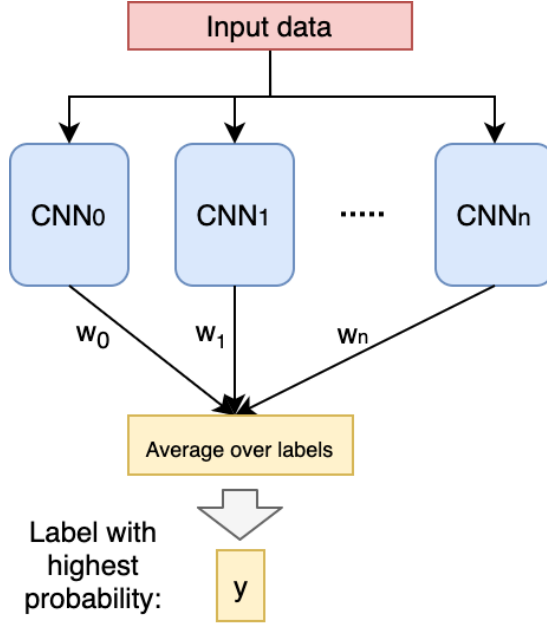 Input data
CNN₀
CNN₁
.....
CNNₙ
w₀
w₁
wₙ
Average over labels
Label with
highest
probability:
y